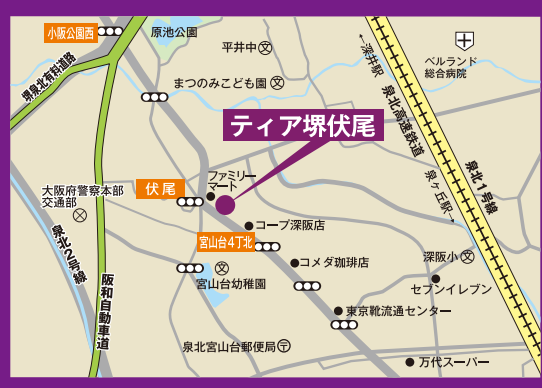 小阪公園西
原池公園
平井中
文
←深井駅
ベルランド
総合病院
堺泉北有料道路
まつのみこども園
文
泉北高速鉄道
ティア堺伏尾
泉ヶ丘駅→
泉北1号線
大阪府警察本部
交通部
伏尾
ファミリー
マート
コープ深阪店
泉北2号線
宮山台4丁北
文
宮山台幼稚園
コメダ珈琲店
深阪小
文
セブンイレブン
阪和自動車道
東京靴流通センター
泉北宮山台郵便局
〒
万代スーパー